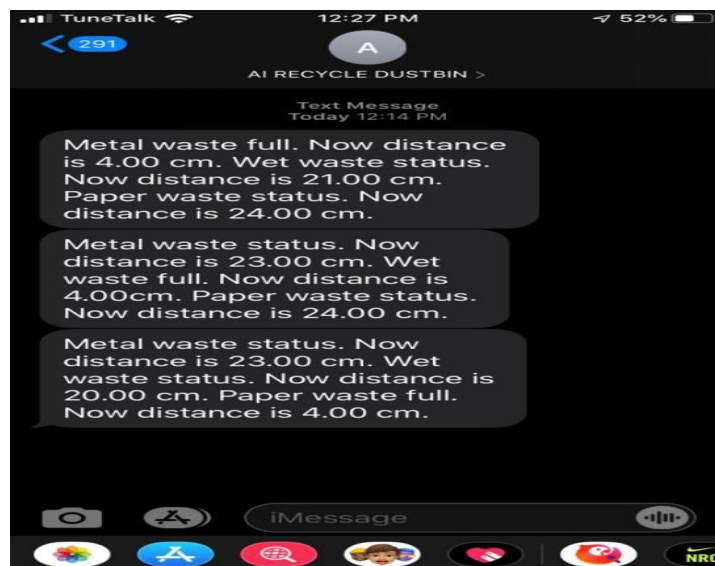 TuneTalk
12:27 PM
52%
291
A
AI RECYCLE DUSTBIN >
Text Message
Today 12:14 PM
Metal waste full. Now distance
is 4.00 cm. Wet waste status.
Now distance is 21.00 cm.
Paper waste status. Now
distance is 24.00 cm.
Metal waste status. Now
distance is 23.00 cm. Wet
waste full. Now distance is
4.00cm. Paper waste status.
Now distance is 24.00 cm.
Metal waste status. Now
distance is 23.00 cm. Wet
waste status. Now distance is
20.00 cm. Paper waste full.
Now distance is 4.00 cm.
iMessage
NRC